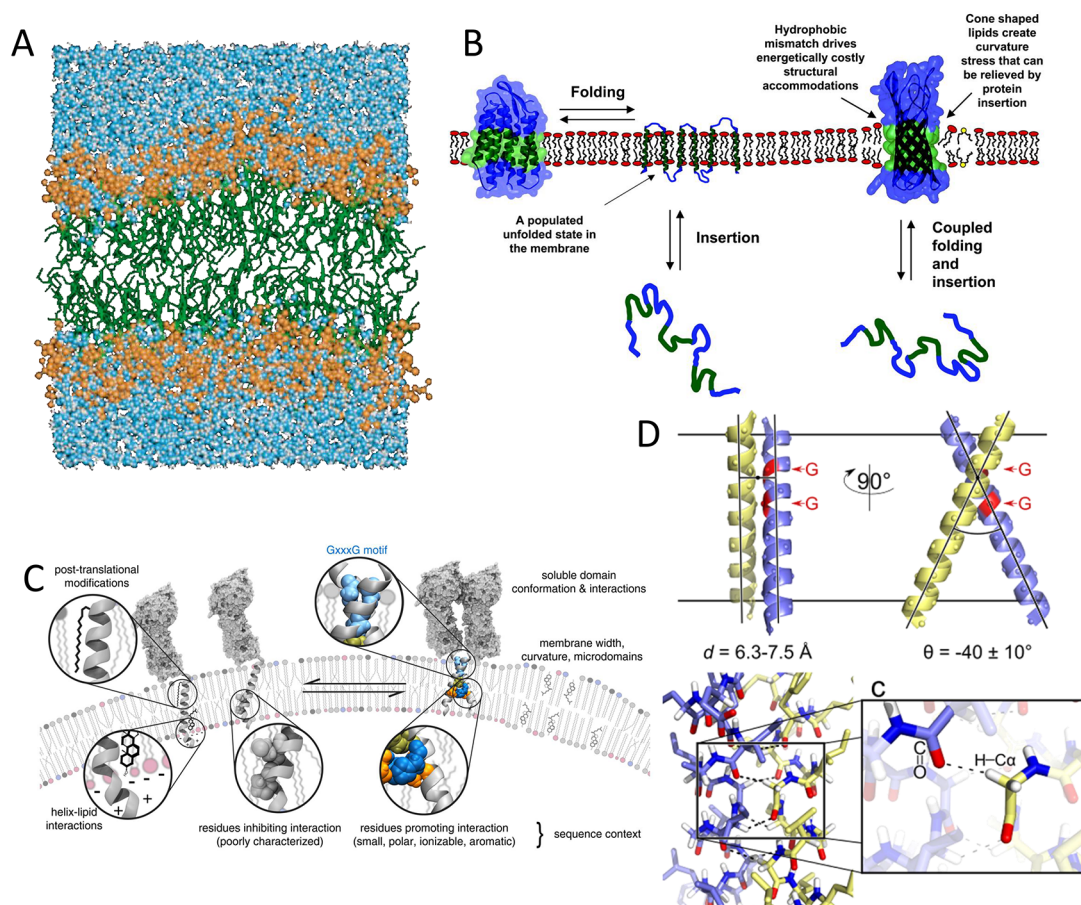 A
B
Folding
Hydrophobic
mismatch drives
energetically costly
structural
accommodations
Cone shaped
lipids create
curvature
stress that can
be relieved by
protein
insertion
A populated
unfolded state in
the membrane
Insertion
Coupled
folding
and
insertion
C
post-translational
modifications
GxxxG motif
soluble domain
conformation & interactions
membrane width,
curvature, microdomains
- - - -
+ +
helix-lipid
interactions
residues inhibiting interaction
(poorly characterized)
residues promoting interaction
(small, polar, ionizable, aromatic)
} sequence context
D
G
G
90°
G
G
d = 6.3-7.5 Å
θ = -40 ± 10°
C
C
=
O
H–Cα